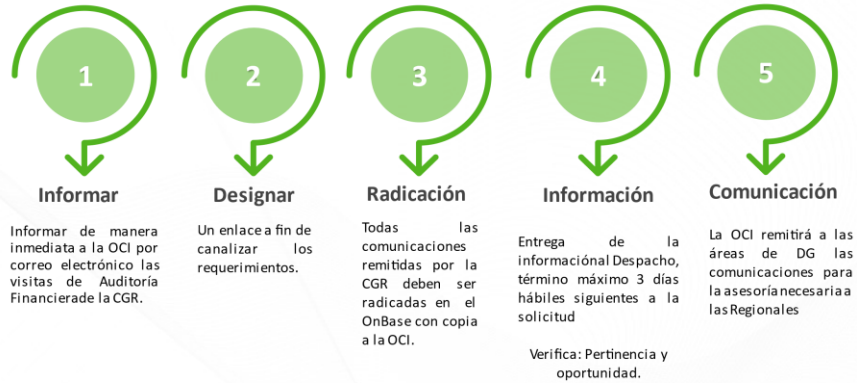 1
Informar
Informar de manera
inmediata a la OCI por
correo electrónico las
visitas de Auditoría
Financierade la CGR.
2
Designar
Un enlace a fin de
canalizar los
requerimientos.
3
Radicación
Todas las
comunicaciones
remitidas por la
CGR deben ser
radicadas en el
OnBase con copia
a la OCI.
4
Información
Entrega de la
informaciónal Despacho,
término máximo 3 días
hábiles siguientes a la
solicitud
Verifica: Pertinencia y
oportunidad.
5
Comunicación
La OCI remitirá a las
áreas de DG las
comunicaciones para
la asesoría necesaria a
las Regionales